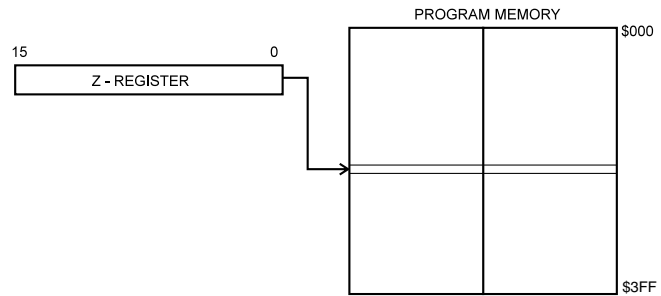 PROGRAM MEMORY
$000
15 0
Z - REGISTER
$3FF